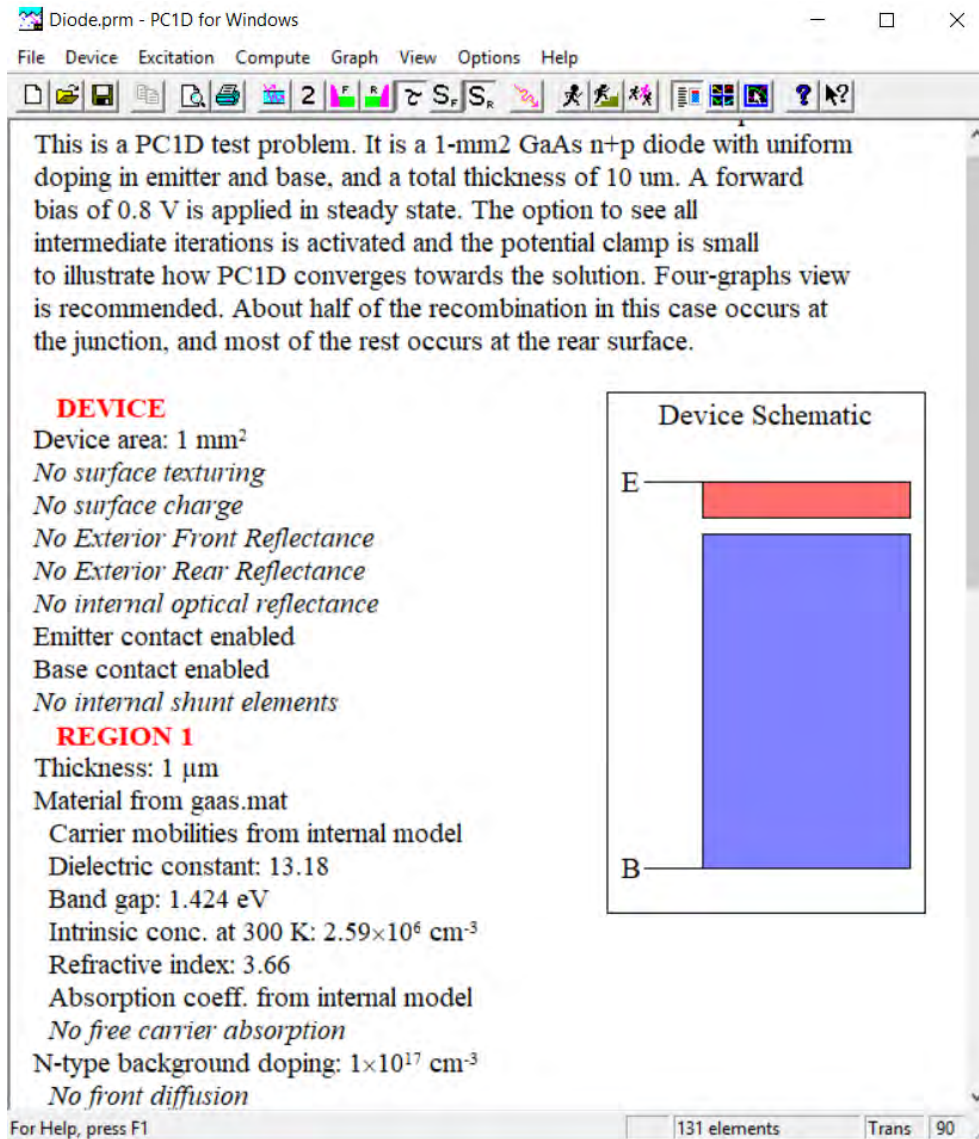 Diode.prm - PC1D for Windows
File Device Excitation Compute Graph View Options Help
2 F R S F S R ? ?
This is a PC1D test problem. It is a 1-mm2 GaAs n+p diode with uniform
doping in emitter and base, and a total thickness of 10 um. A forward
bias of 0.8 V is applied in steady state. The option to see all
intermediate iterations is activated and the potential clamp is small
to illustrate how PC1D converges towards the solution. Four-graphs view
is recommended. About half of the recombination in this case occurs at
the junction, and most of the rest occurs at the rear surface.
DEVICE
Device area: 1 mm²
No surface texturing
No surface charge
No Exterior Front Reflectance
No Exterior Rear Reflectance
No internal optical reflectance
Emitter contact enabled
Base contact enabled
No internal shunt elements
REGION 1
Thickness: 1 µm
Material from gaas.mat
Carrier mobilities from internal model
Dielectric constant: 13.18
Band gap: 1.424 eV
Intrinsic conc. at 300 K: 2.59×10⁶ cm⁻³
Refractive index: 3.66
Absorption coeff. from internal model
No free carrier absorption
N-type background doping: 1×10¹⁷ cm⁻³
No front diffusion
Device Schematic
E
B
For Help, press F1
131 elements
Trans
90